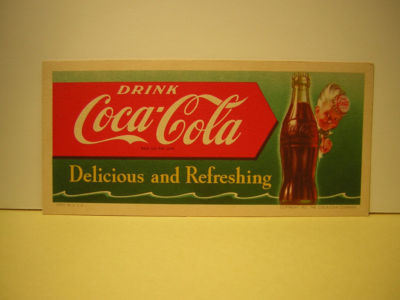 DRINK
Coca-Cola
Delicious and Refreshing